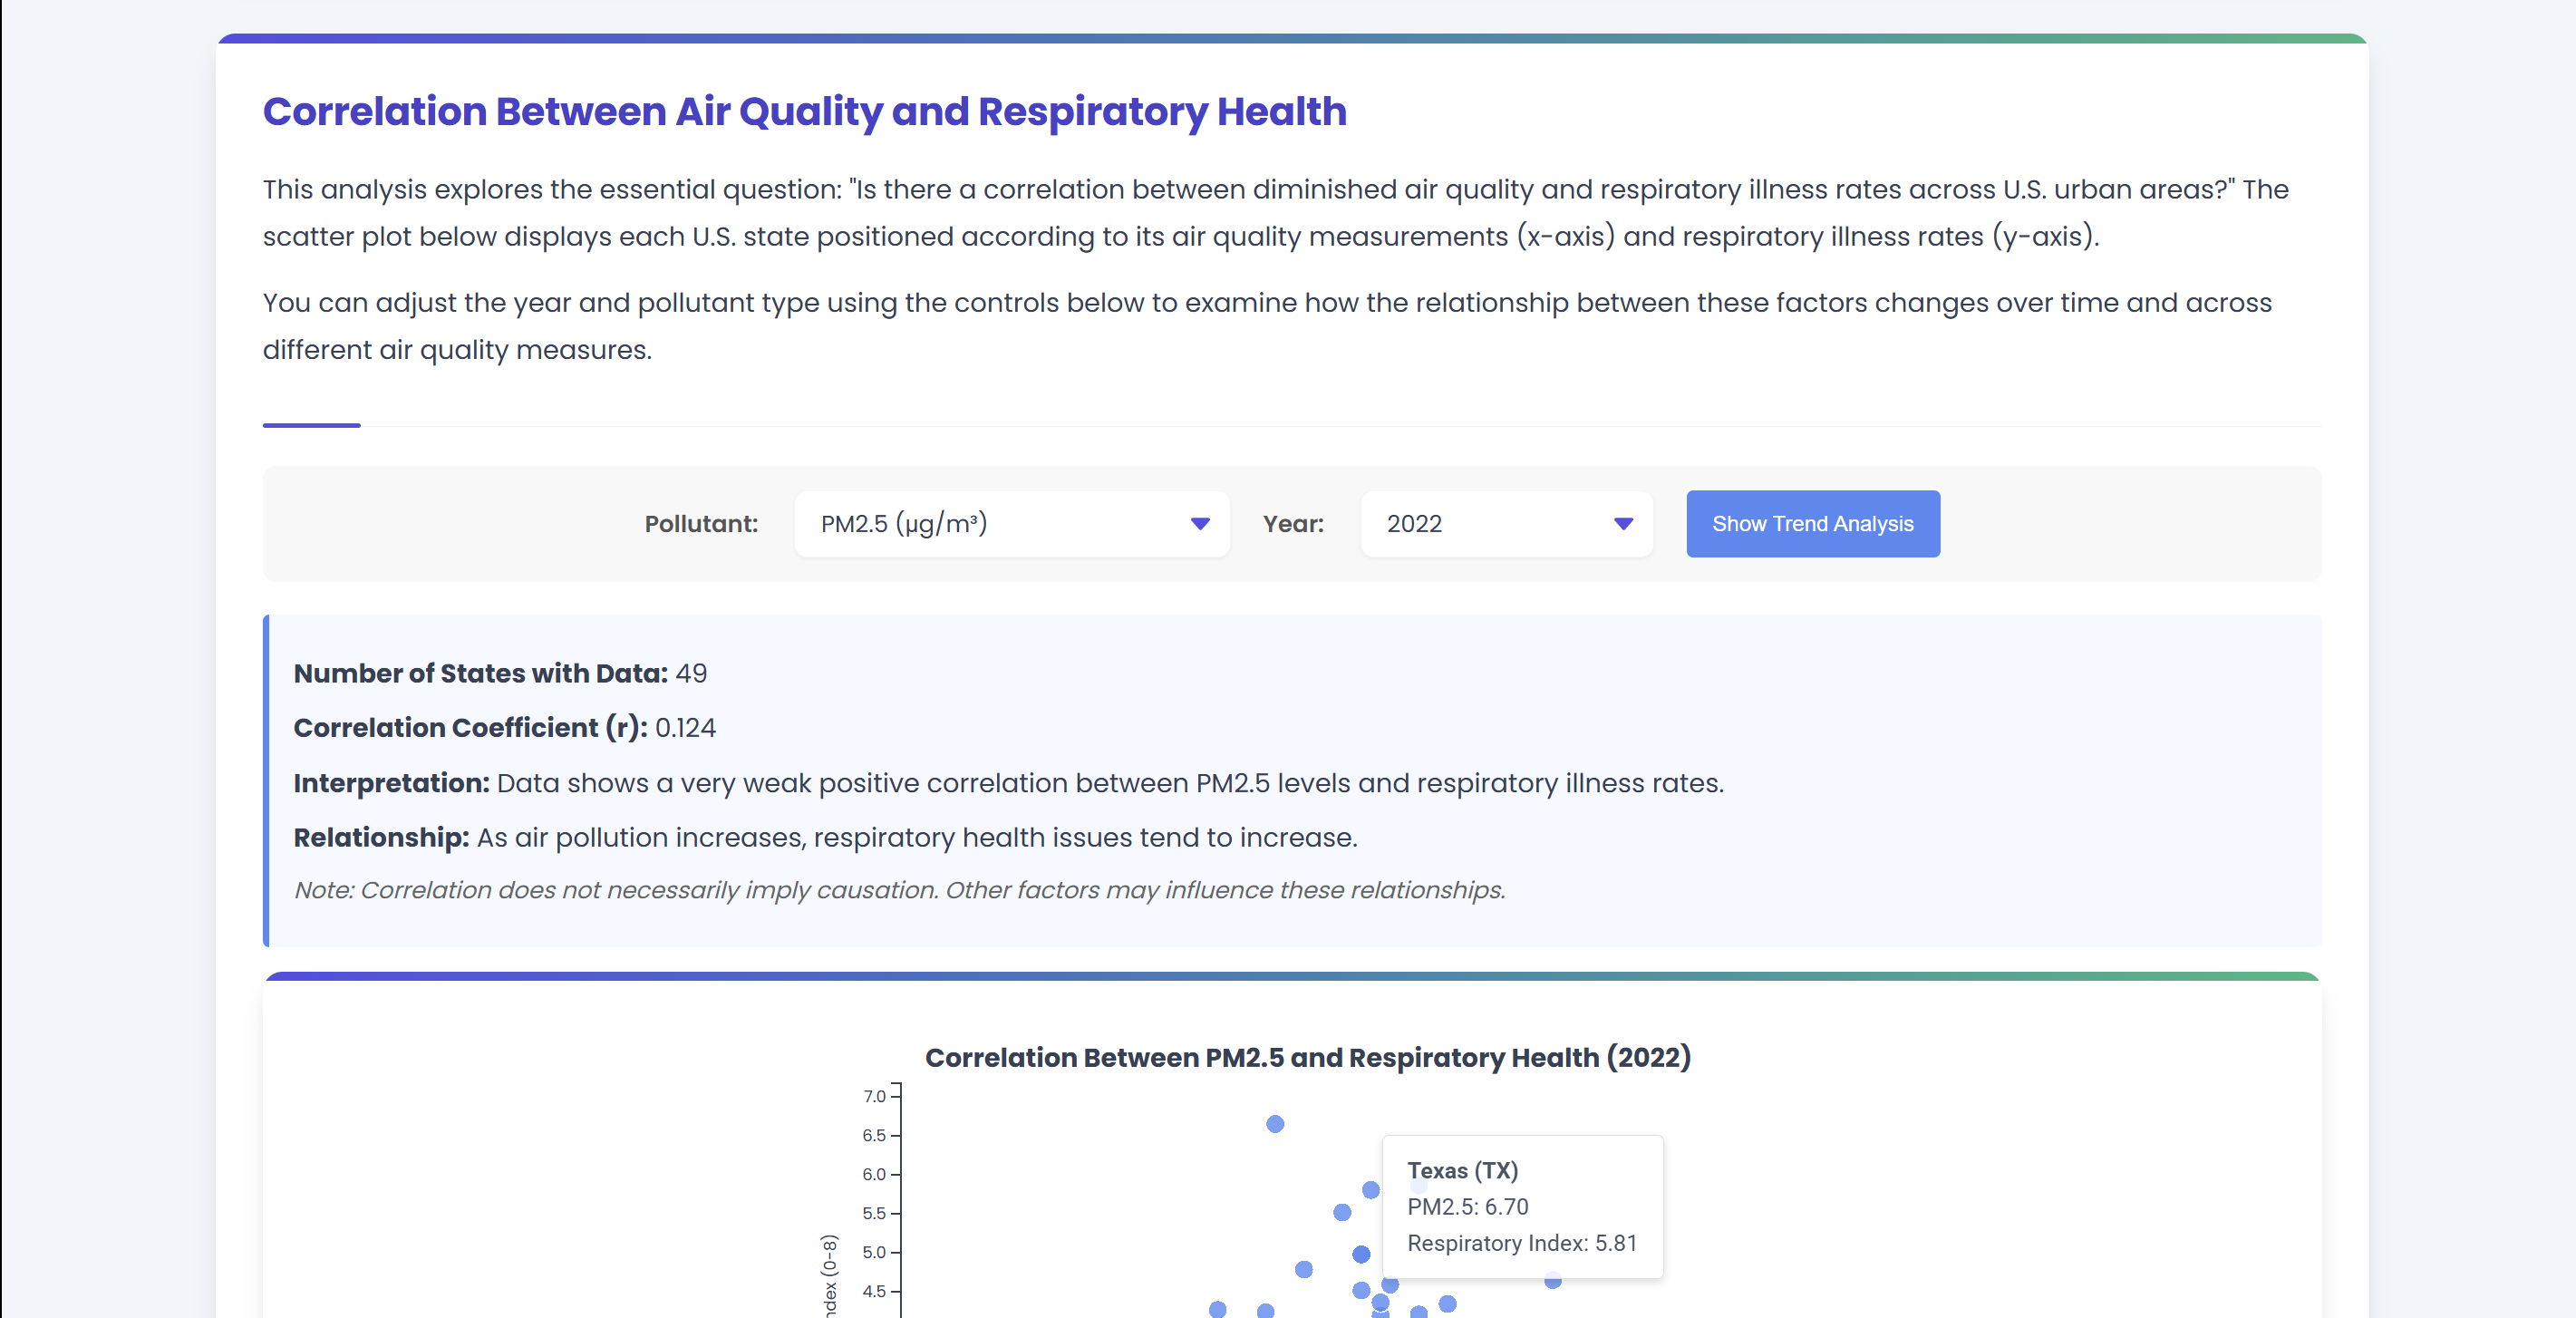 Correlation Between Air Quality and Respiratory Health
This analysis explores the essential question: "Is there a correlation between diminished air quality and respiratory illness rates across U.S. urban areas?" The
scatter plot below displays each U.S. state positioned according to its air quality measurements (x-axis) and respiratory illness rates (y-axis).
You can adjust the year and pollutant type using the controls below to examine how the relationship between these factors changes over time and across
different air quality measures.
Pollutant: PM2.5 (µg/m³) Year: 2022 Show Trend Analysis
Number of States with Data: 49
Correlation Coefficient (r): 0.124
Interpretation: Data shows a very weak positive correlation between PM2.5 levels and respiratory illness rates.
Relationship: As air pollution increases, respiratory health issues tend to increase.
Note: Correlation does not necessarily imply causation. Other factors may influence these relationships.
Correlation Between PM2.5 and Respiratory Health (2022)
7.0
6.5
6.0
5.5
5.0
4.5
(0-8)
Texas (TX)
PM2.5: 6.70
Respiratory Index: 5.81